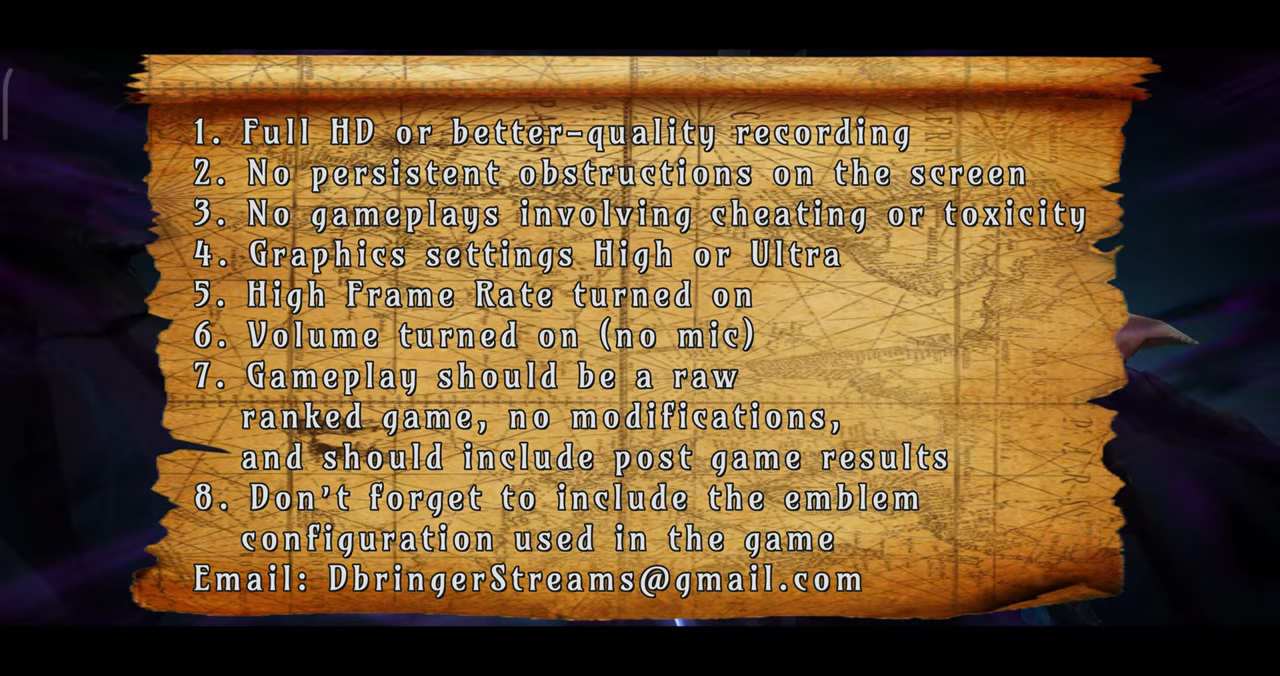 1. Full HD or better-quality recording
2. No persistent obstructions on the screen
3. No gameplays involving cheating or toxicity
4. Graphics settings High or Ultra
5. High Frame Rate turned on
6. Volume turned on (no mic)
7. Gameplay should be a raw
ranked game, no modifications,
and should include post game results
8. Don't forget to include the emblem
configuration used in the game
Email: DbringerStreams@gmail.com